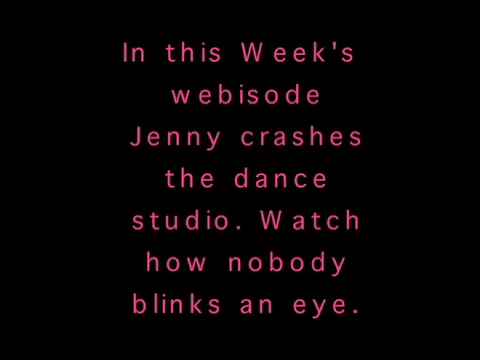 In this Week's
webisode
Jenny crashes
the dance
studio. Watch
how nobody
blinks an eye.